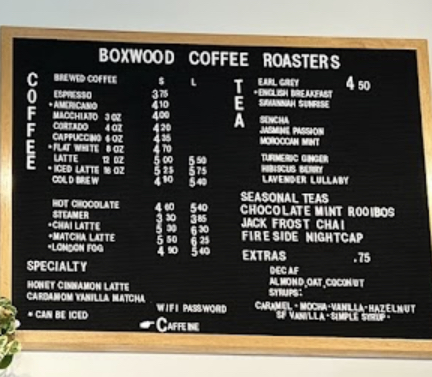 BOXWOOD COFFEE ROASTERS
COFFEE
BREWED COFFEE S L
ESPRESSO 3 75
• AMERICANO 4 10
MACCHIATO 3 OZ 4 00
CORTADO 4 OZ 4 20
CAPPUCCINO 6 OZ 4 35
• FLAT WHITE 8 OZ 4 70
LATTE 12 OZ 5 00 5 50
• ICED LATTE 16 OZ 5 25 5 75
COLD BREW 4 90 5 40
HOT CHOCOLATE 4 60 5 40
STEAMER 3 30 3 85
• CHAI LATTE 5 30 6 30
• MATCHA LATTE 5 50 6 25
• LONDON FOG 4 90 5 40
SPECIALTY
HONEY CINNAMON LATTE
CARDAMOM VANILLA MATCHA
• CAN BE ICED
WIFI PASSWORD
CAFFEINE
TEA
EARL GREY 4 50
• ENGLISH BREAKFAST
SAVANNAH SUNRISE
SENCHA
JASMINE PASSION
MOROCCAN MINT
TURMERIC GINGER
HIBISCUS BERRY
LAVENDER LULLABY
SEASONAL TEAS
CHOCOLATE MINT ROOIBOS
JACK FROST CHAI
FIRESIDE NIGHTCAP
EXTRAS .75
DECAF
ALMOND, OAT, COCONUT
SYRUPS:
CARAMEL - MOCHA - VANILLA - HAZELNUT
SF VANILLA - SIMPLE SYRUP -